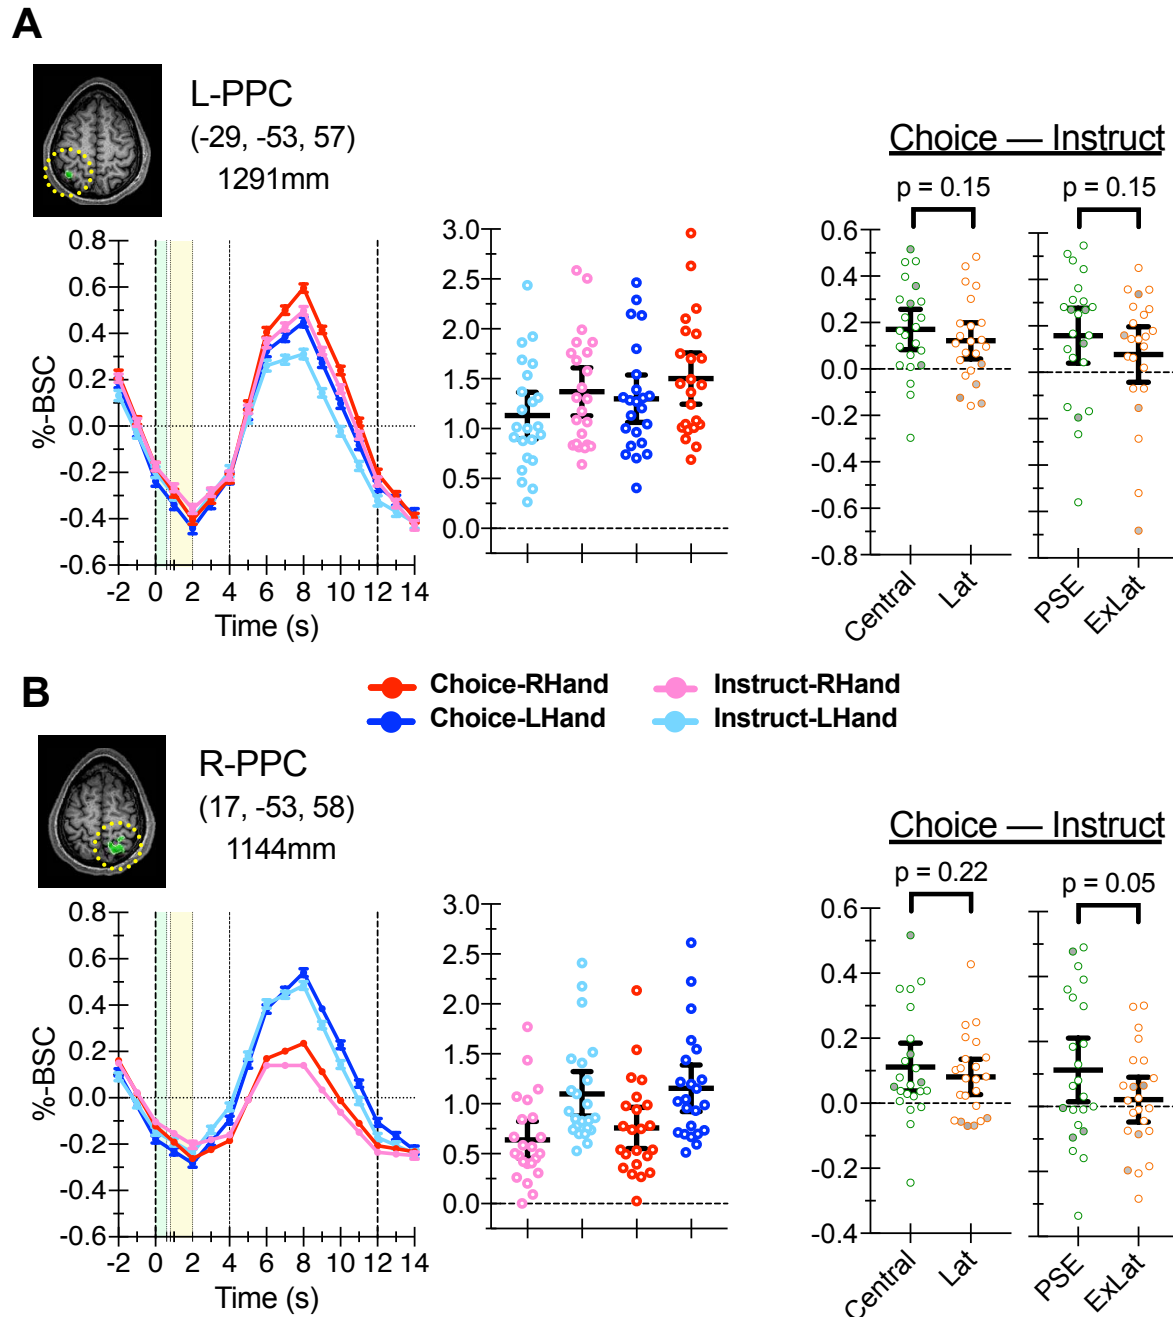 A
L-PPC
(-29, -53, 57)
1291mm
Choice — Instruct
p = 0.15
p = 0.15
%-BSC
0.8
0.6
0.4
0.2
0.0
-0.2
-0.4
-0.6
-2 0 2 4 6 8 10 12 14
Time (s)
3.0
2.5
2.0
1.5
1.0
0.5
0.0
0.6
0.4
0.2
0.0
-0.2
-0.4
-0.6
-0.8
Central
Lat
PSE
ExLat
B
Choice-RHand
Instruct-RHand
Choice-LHand
Instruct-LHand
R-PPC
(17, -53, 58)
1144mm
Choice — Instruct
p = 0.22
p = 0.05
%-BSC
0.8
0.6
0.4
0.2
0.0
-0.2
-0.4
-0.6
-2 0 2 4 6 8 10 12 14
Time (s)
3.0
2.5
2.0
1.5
1.0
0.5
0.0
0.6
0.4
0.2
0.0
-0.2
-0.4
Central
Lat
PSE
ExLat